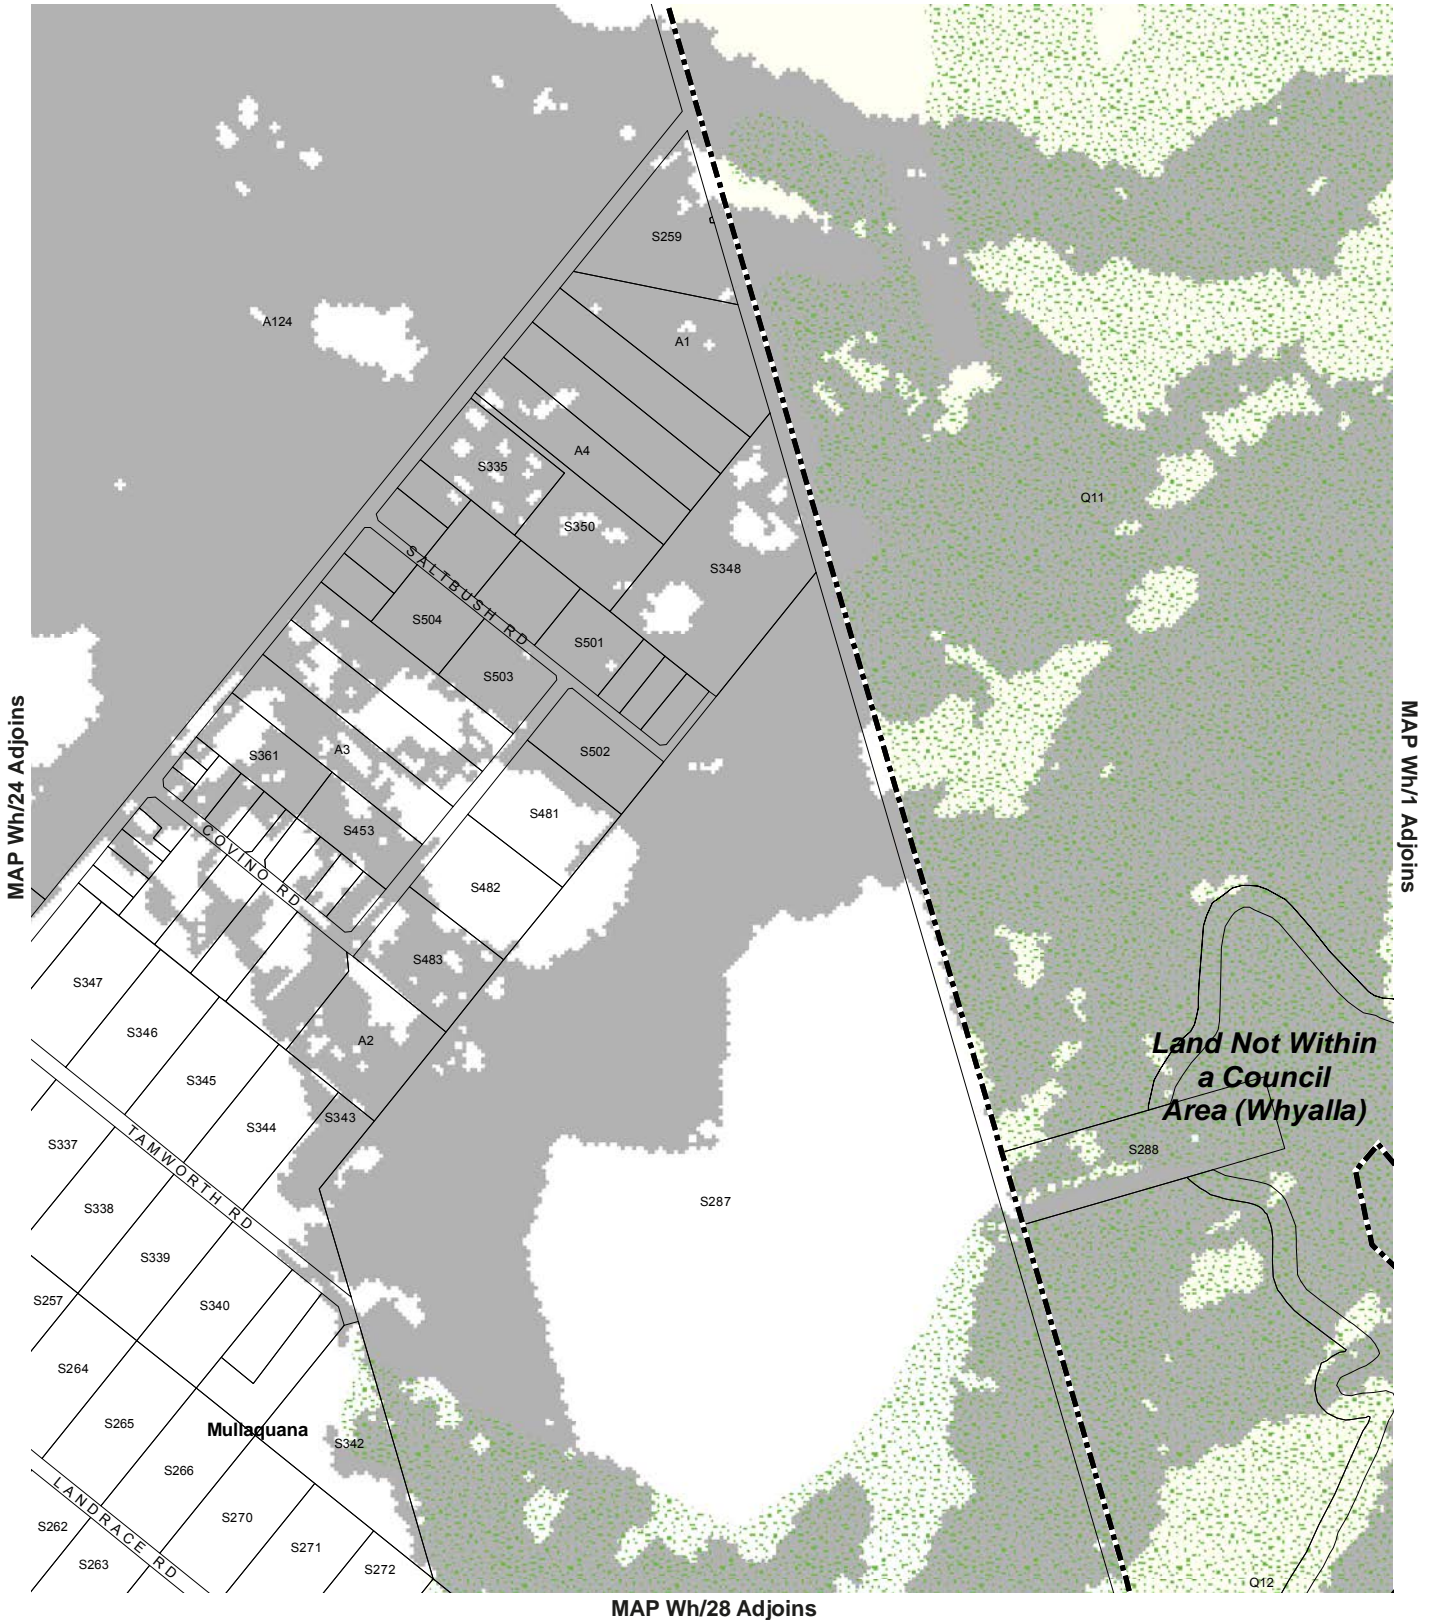 S259
A124
A1
A4
S335
Q11
S350
SALTBUSH RD
S348
S504
S501
S503
MAP Wh/24 Adjoins
MAP Wh/1 Adjoins
S361
A3
S502
S481
S453
COVINO RD
S482
S483
S347
S346
A2
Land Not Within
a Council
Area (Whyalla)
S345
S343
S344
S337
TAMWORTH RD
S288
S287
S338
S339
S257
S340
S264
S265
Mullaquana
S342
S266
LANDRACE RD
S270
S262
S271
S263
S272
Q12
MAP Wh/28 Adjoins